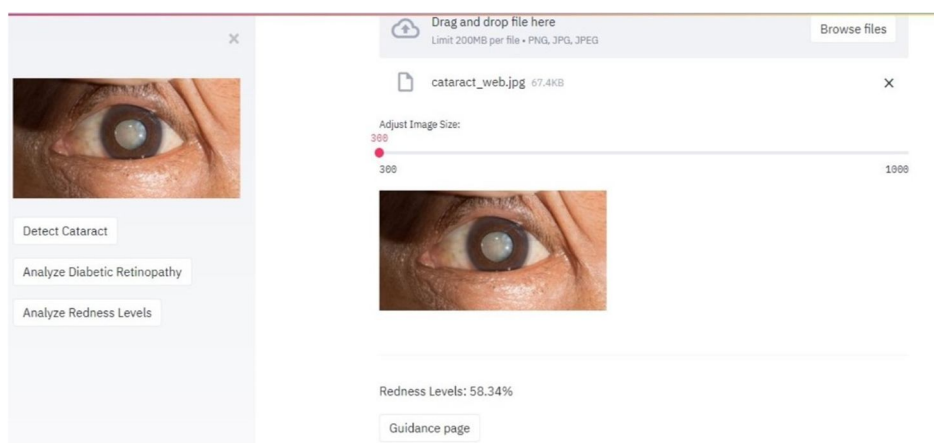 ×
Detect Cataract
Analyze Diabetic Retinopathy
Analyze Redness Levels
Drag and drop file here
Limit 200MB per file • PNG, JPG, JPEG
Browse files
cataract_web.jpg 67.4KB
×
Adjust Image Size:
300
300
1000
Redness Levels: 58.34%
Guidance page